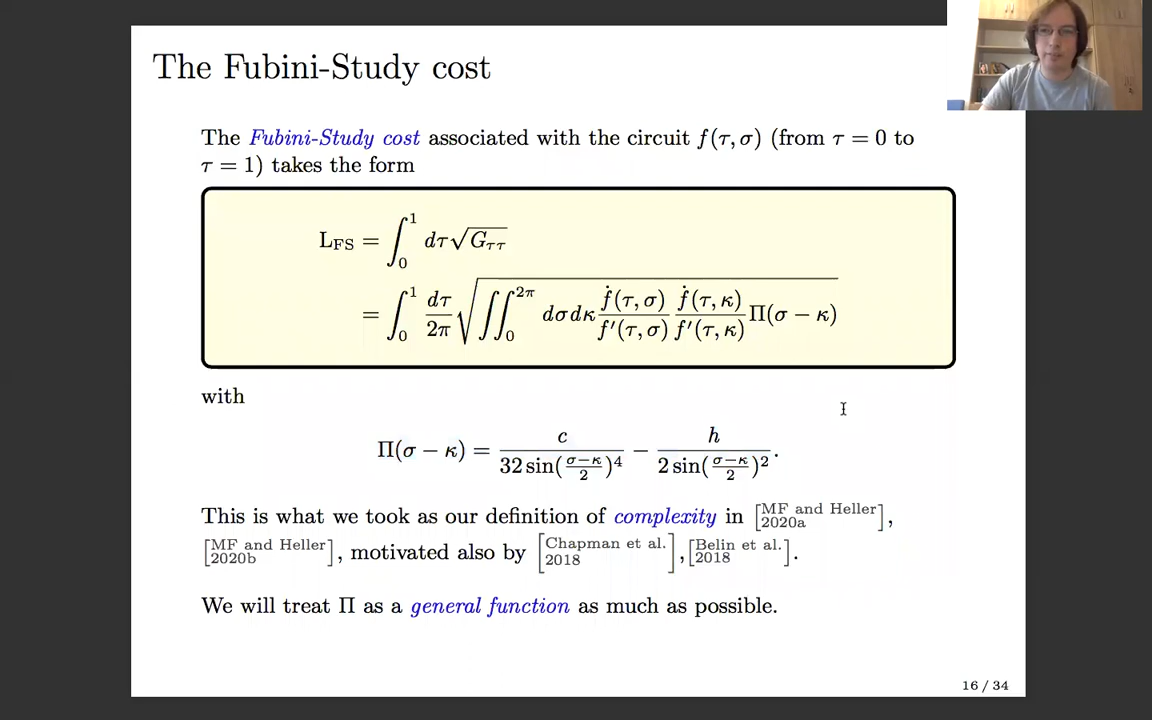 The Fubini-Study cost
The Fubini-Study cost associated with the circuit f(τ, σ) (from τ = 0 to
τ = 1) takes the form
L_FS = ∫_0^1 dτ √G_ττ
= ∫_0^1 dτ/2π √(∬_0^{2π} dσdκ ḟ(τ, σ)/f′(τ, σ) ḟ(τ, κ)/f′(τ, κ) Π(σ − κ))
with
Π(σ − κ) = c/(32 sin((σ−κ)/2)^4) − h/(2 sin((σ−κ)/2)^2).
This is what we took as our definition of complexity in [MF and Heller 2020a],
[MF and Heller 2020b], motivated also by [Chapman et al. 2018],[Belin et al. 2018].
We will treat Π as a general function as much as possible.
16 / 34